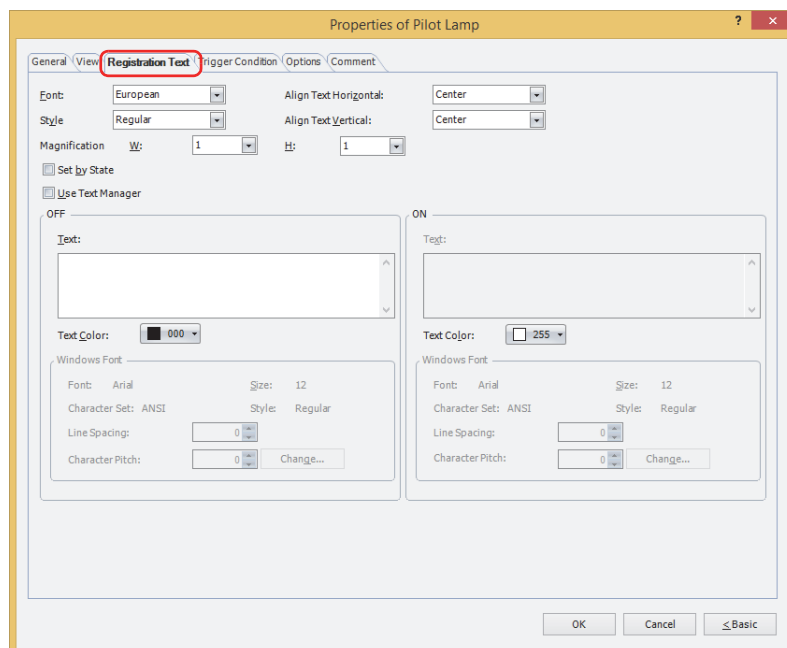 Properties of Pilot Lamp ? ×
General View Registration Text Trigger Condition Options Comment
Font: European Align Text Horizontal: Center
Style Regular Align Text Vertical: Center
Magnification W: 1 H: 1
Set by State
Use Text Manager
OFF
Text:
Text Color: 000
Windows Font
Font: Arial Size: 12
Character Set: ANSI Style: Regular
Line Spacing: 0
Character Pitch: 0 Change...
ON
Text:
Text Color: 255
Windows Font
Font: Arial Size: 12
Character Set: ANSI Style: Regular
Line Spacing: 0
Character Pitch: 0 Change...
OK Cancel < Basic